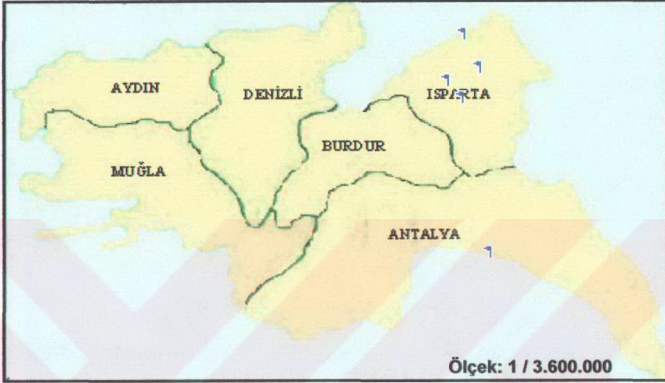 AYDIN
DENİZLİ
ISPARTA
BURDUR
MUĞLA
ANTALYA
Ölçek: 1 / 3.600.000